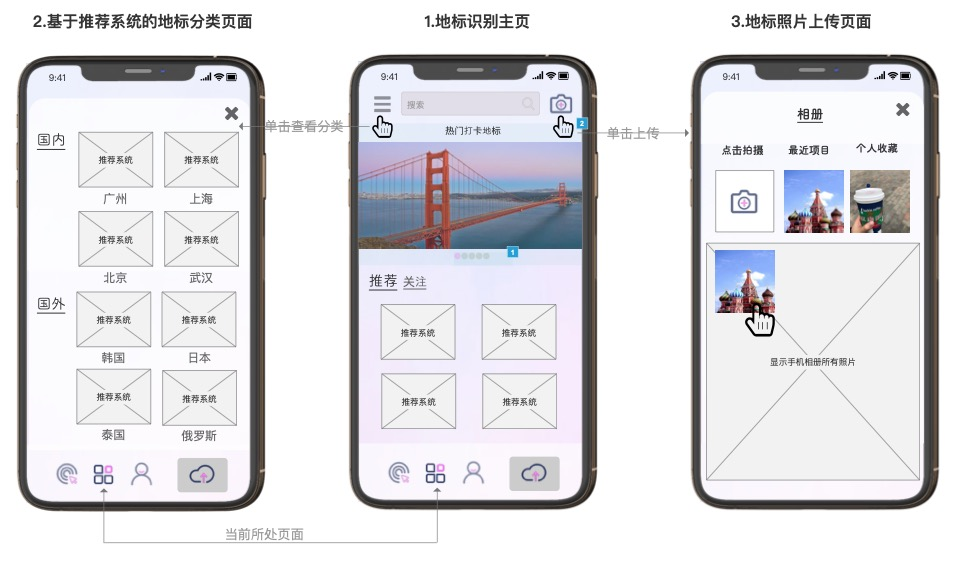 2.基于推荐系统的地标分类页面
1.地标识别主页
3.地标照片上传页面
9:41
国内
推荐系统
推荐系统
广州
上海
推荐系统
推荐系统
北京
武汉
国外
推荐系统
推荐系统
韩国
日本
推荐系统
推荐系统
泰国
俄罗斯
单击查看分类
9:41
搜索
2
热门打卡地标
1
推荐 关注
推荐系统
推荐系统
推荐系统
推荐系统
当前所处页面
单击上传
9:41
相册
点击拍摄
最近项目
个人收藏
显示手机相册所有照片